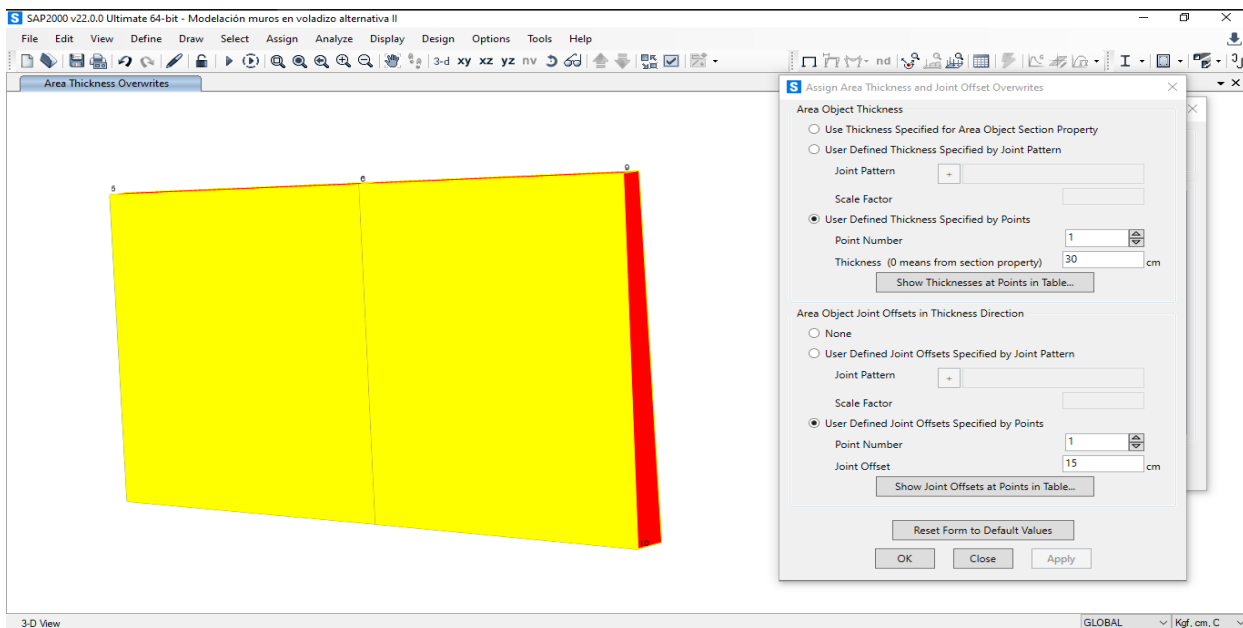 SAP2000 v22.0.0 Ultimate 64-bit - Modelación muros en voladizo alternativa II
File Edit View Define Draw Select Assign Analyze Display Design Options Tools Help
3-d xy xz yz nv nd
Area Thickness Overwrites
Assign Area Thickness and Joint Offset Overwrites
Area Object Thickness
Use Thickness Specified for Area Object Section Property
User Defined Thickness Specified by Joint Pattern
Joint Pattern +
Scale Factor
User Defined Thickness Specified by Points
Point Number 1
Thickness (0 means from section property) 30 cm
Show Thicknesses at Points in Table...
Area Object Joint Offsets in Thickness Direction
None
User Defined Joint Offsets Specified by Joint Pattern
Joint Pattern +
Scale Factor
User Defined Joint Offsets Specified by Points
Point Number 1
Joint Offset 15 cm
Show Joint Offsets at Points in Table...
Reset Form to Default Values
OK Close Apply
5 6 9
10
3-D View GLOBAL Kgf, cm, C